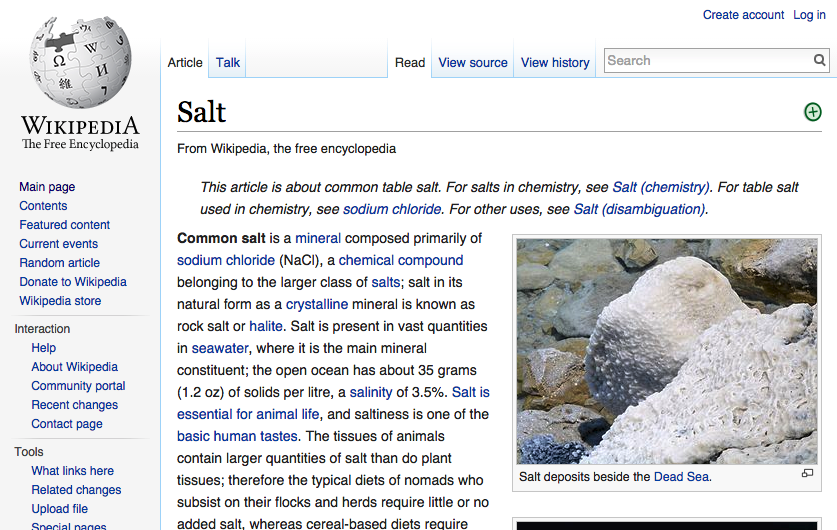 Create account Log in
Article Talk Read View source View history Search
WIKIPEDIA
The Free Encyclopedia
Main page
Contents
Featured content
Current events
Random article
Donate to Wikipedia
Wikipedia store
Interaction
Help
About Wikipedia
Community portal
Recent changes
Contact page
Tools
What links here
Related changes
Upload file
Special pages
Salt
From Wikipedia, the free encyclopedia
This article is about common table salt. For salts in chemistry, see Salt (chemistry). For table salt
used in chemistry, see sodium chloride. For other uses, see Salt (disambiguation).
Common salt is a mineral composed primarily of
sodium chloride (NaCl), a chemical compound
belonging to the larger class of salts; salt in its
natural form as a crystalline mineral is known as
rock salt or halite. Salt is present in vast quantities
in seawater, where it is the main mineral
constituent; the open ocean has about 35 grams
(1.2 oz) of solids per litre, a salinity of 3.5%. Salt is
essential for animal life, and saltiness is one of the
basic human tastes. The tissues of animals
contain larger quantities of salt than do plant
tissues; therefore the typical diets of nomads who
subsist on their flocks and herds require little or no
added salt, whereas cereal-based diets require
Salt deposits beside the Dead Sea.